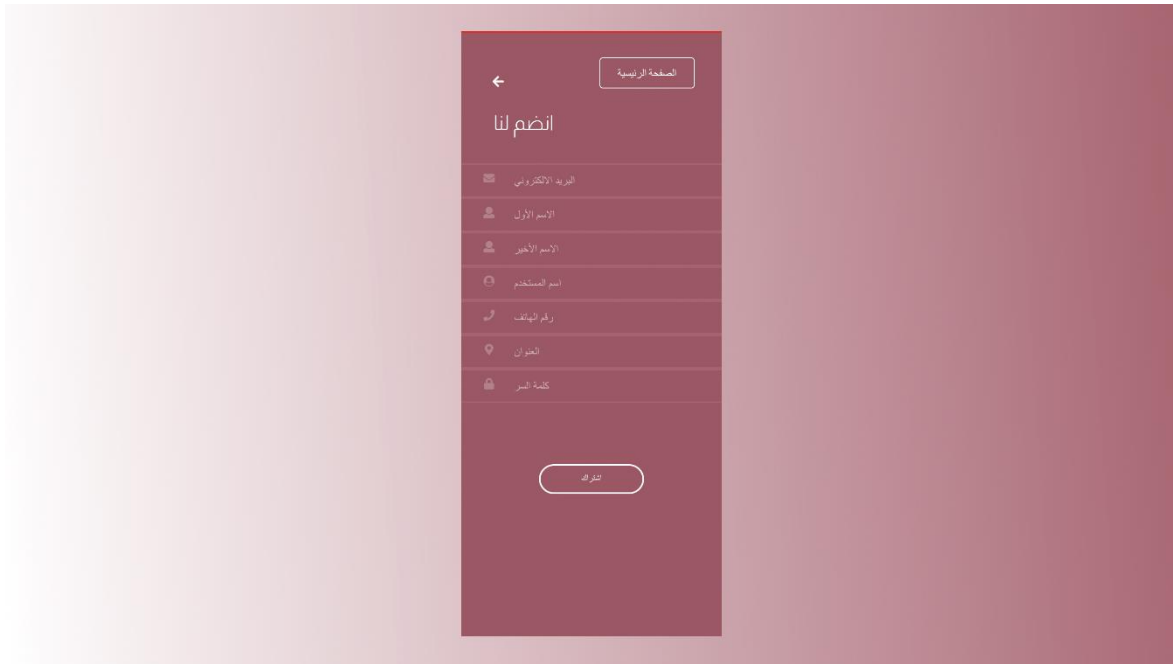 الصفحة الرئيسية
انضم لنا
البريد الالكتروني
الاسم الأول
الاسم الأخير
اسم المستخدم
رقم الهاتف
العنوان
كلمة السر
اشتراك